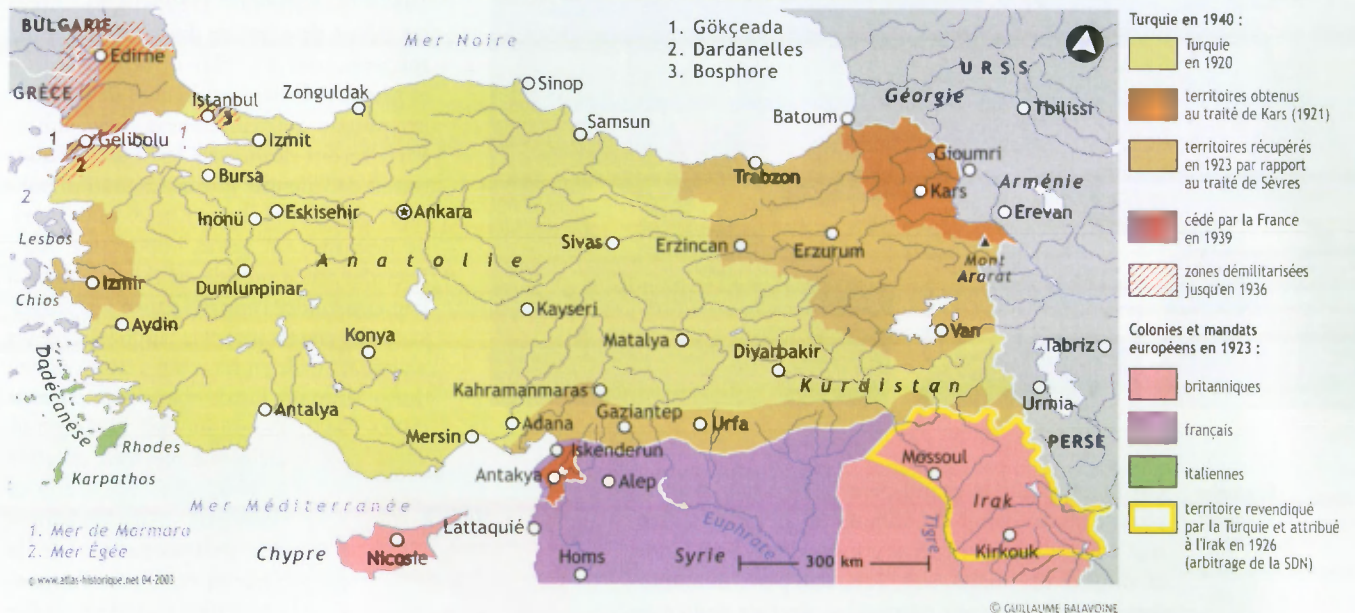 BULGARIE
Edirne
GRÈCE
Istanbul
3
1
Gelibolu
1
2
2
Mer Noire
1. Gökçeada
2. Dardanelles
3. Bosphore
Zonguldak
Sinop
Samsun
Izmit
Bursa
Inönü
Eskisehir
Ankara
Sivas
Batoum
Trabzon
Erzincan
Erzurum
Kars
Gioumri
URSS
Géorgie
Tbilissi
Arménie
Erevan
Mont
Ararat
Lesbos
Izmir
Chios
Aydin
Dumlunpinar
Anatolie
Kayseri
Konya
Matalya
Diyarbakir
Van
Tabriz
Kurdistan
Urmia
PERSE
Dodécanèse
Rhodes
Karpathos
Antalya
Mersin
Adana
Kahramanmaras
Gaziantep
Urfa
Iskenderun
Antakya
Alep
Mossoul
Irak
Kirkouk
Tigre
Euphrate
Syrie
300 km
Lattaquié
Homs
Mer Méditerranée
Chypre
Nicosie
1. Mer de Marmara
2. Mer Égée
© www.atlas-historique.net 04-2003
Turquie en 1940 :
Turquie
en 1920
territoires obtenus
au traité de Kars (1921)
territoires récupérés
en 1923 par rapport
au traité de Sèvres
cédé par la France
en 1939
zones démilitarisées
jusqu'en 1936
Colonies et mandats
européens en 1923 :
britanniques
français
italiennes
territoire revendiqué
par la Turquie et attribué
à l'Irak en 1926
(arbitrage de la SDN)
© GUILLAUME BALAVOINE